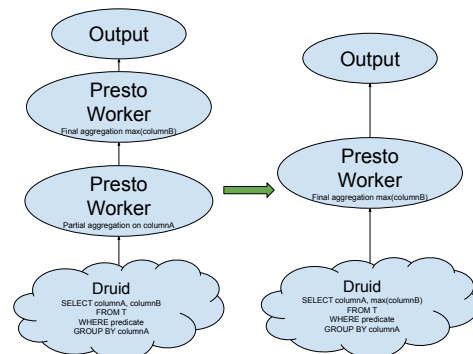 Output
Presto
Worker
Final aggregation max(columnB)
Presto
Worker
Partial aggregation on columnA
Druid
SELECT columnA, columnB
FROM T
WHERE predicate
GROUP BY columnA
Output
Presto
Worker
Final aggregation max(columnB)
Druid
SELECT columnA, max(columnB)
FROM T
WHERE predicate
GROUP BY columnA